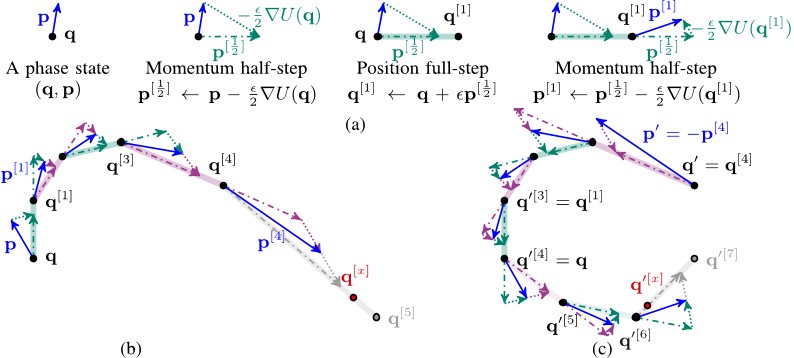 p q
−ϵ/2 ∇U(q)
p p^[1/2]
p q q^[1] p^[1/2]
q^[1] p^[1] −ϵ/2 ∇U(q^[1]) p^[1/2]
A phase state
(q, p)
Momentum half-step
p^[1/2] ← p − ϵ/2 ∇U(q)
Position full-step
q^[1] ← q + ϵp^[1/2]
Momentum half-step
p^[1] ← p^[1/2] − ϵ/2 ∇U(q^[1])
(a)
p
q
p^[1]
q^[1]
q^[3]
q^[4]
p^[4]
q^[x]
q^[5]
(b)
p′ = −p^[4]
q′ = q^[4]
q′^[3] = q^[1]
q′^[4] = q
q′^[5]
q′^[6]
q′^[x]
q′^[7]
(c)